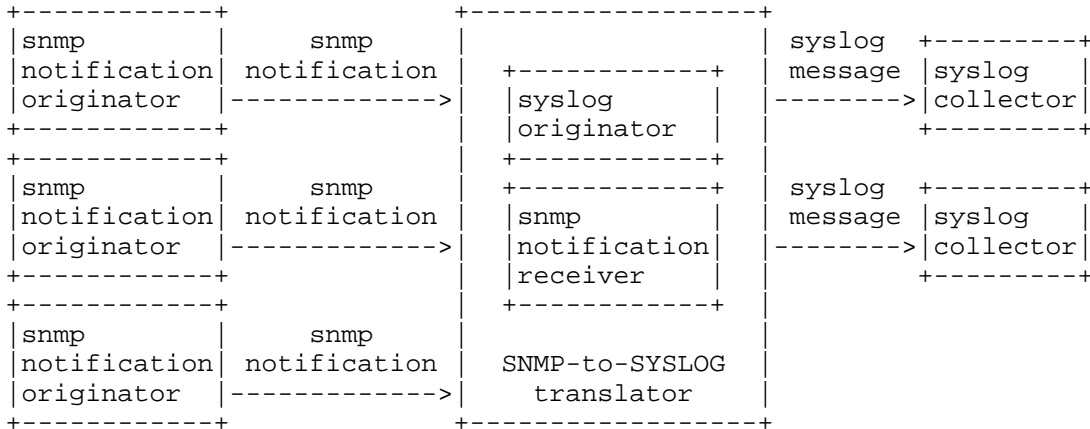 snmp
notification
originator
snmp
notification
snmp
notification
originator
snmp
notification
snmp
notification
originator
snmp
notification
syslog
originator
snmp
notification
receiver
SNMP-to-SYSLOG
translator
syslog
message
syslog
collector
syslog
message
syslog
collector